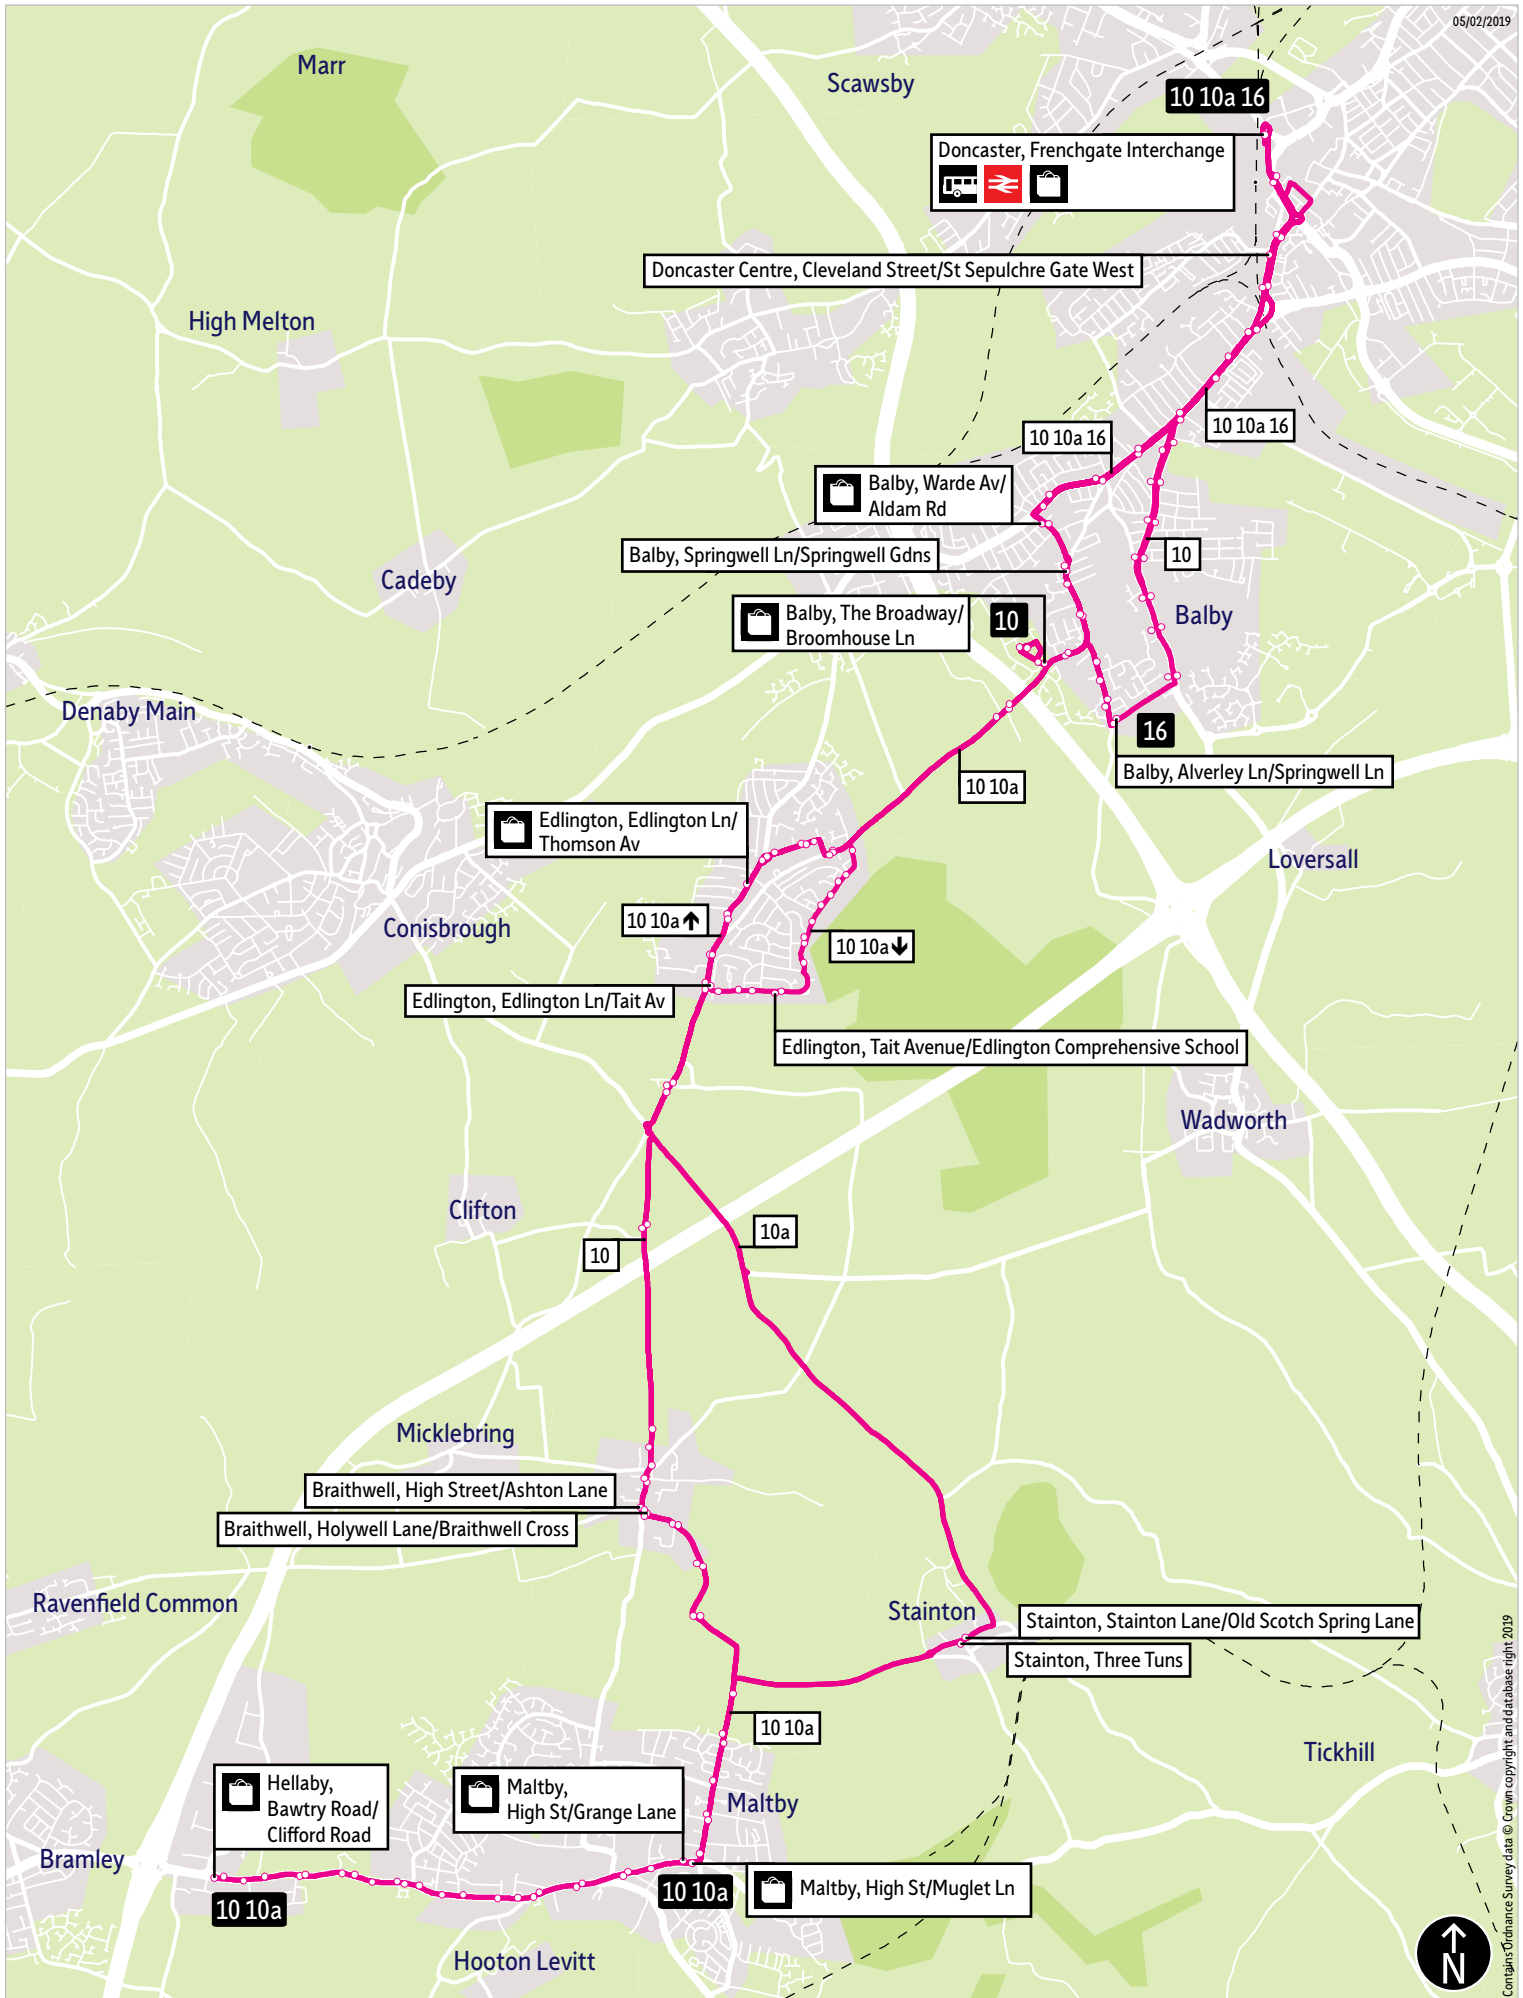 05/02/2019
Marr
Scawsby
10 10a 16
Doncaster, Frenchgate Interchange
Doncaster Centre, Cleveland Street/St Sepulchre Gate West
High Melton
10 10a 16
10 10a 16
Balby, Warde Av/
Aldam Rd
Balby, Springwell Ln/Springwell Gdns
10
Cadeby
Balby, The Broadway/
Broomhouse Ln
10
Balby
Denaby Main
16
Balby, Alverley Ln/Springwell Ln
10 10a
Edlington, Edlington Ln/
Thomson Av
Loversall
Conisbrough
10 10a
10 10a
Edlington, Edlington Ln/Tait Av
Edlington, Tait Avenue/Edlington Comprehensive School
Wadworth
Clifton
10a
10
Micklebring
Braithwell, High Street/Ashton Lane
Braithwell, Holywell Lane/Braithwell Cross
Ravenfield Common
Stainton
Stainton, Stainton Lane/Old Scotch Spring Lane
Stainton, Three Tuns
10 10a
Tickhill
Hellaby,
Bawtry Road/
Clifford Road
Maltby,
High St/Grange Lane
Maltby
Bramley
10 10a
10 10a
Maltby, High St/Muglet Ln
Hooton Levitt
N
Contains Ordnance Survey data © Crown copyright and database right 2019